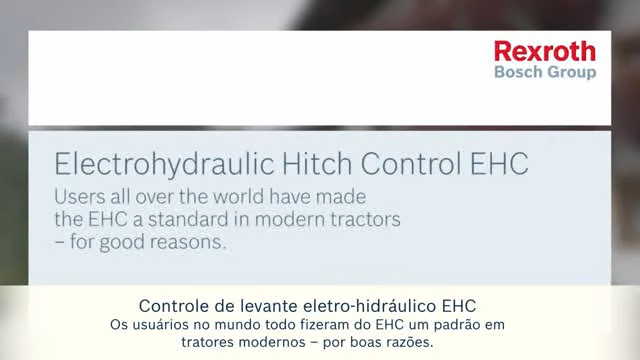 Rexroth
Bosch Group
Electrohydraulic Hitch Control EHC
Users all over the world have made
the EHC a standard in modern tractors
– for good reasons.
Controle de levante eletro-hidráulico EHC
Os usuários no mundo todo fizeram do EHC um padrão em
tratores modernos – por boas razões.